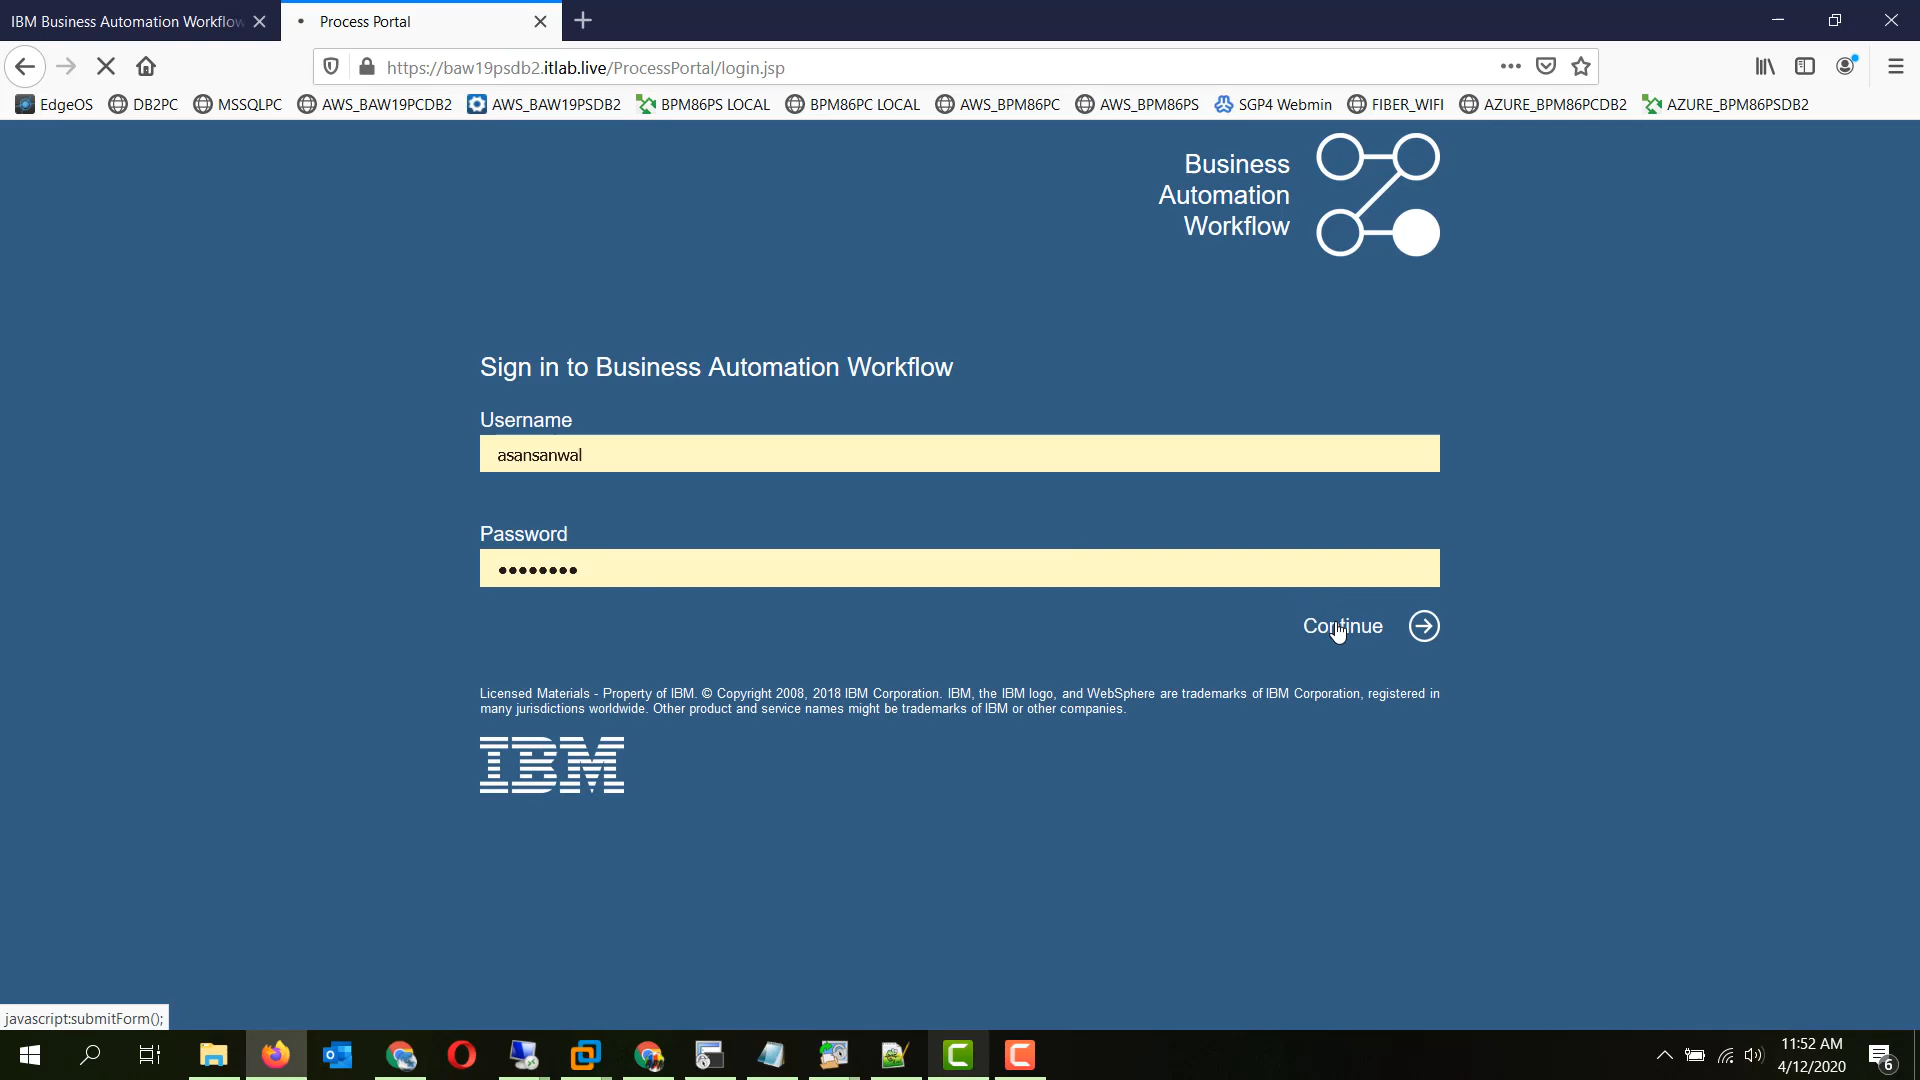 IBM Business Automation Workflow
Process Portal
https://baw19psdb2.itlab.live/ProcessPortal/login.jsp
EdgeOS DB2PC MSSQLPC AWS_BAW19PCDB2 AWS_BAW19PSDB2 BPM86PS LOCAL BPM86PC LOCAL AWS_BPM86PC AWS_BPM86PS SGP4 Webmin FIBER_WIFI AZURE_BPM86PCDB2 AZURE_BPM86PSDB2
Business
Automation
Workflow
Sign in to Business Automation Workflow
Username
asansanwal
Password
Continue
Licensed Materials - Property of IBM. © Copyright 2008, 2018 IBM Corporation. IBM, the IBM logo, and WebSphere are trademarks of IBM Corporation, registered in
many jurisdictions worldwide. Other product and service names might be trademarks of IBM or other companies.
IBM
javascript:submitForm();
11:52 AM
4/12/2020
6